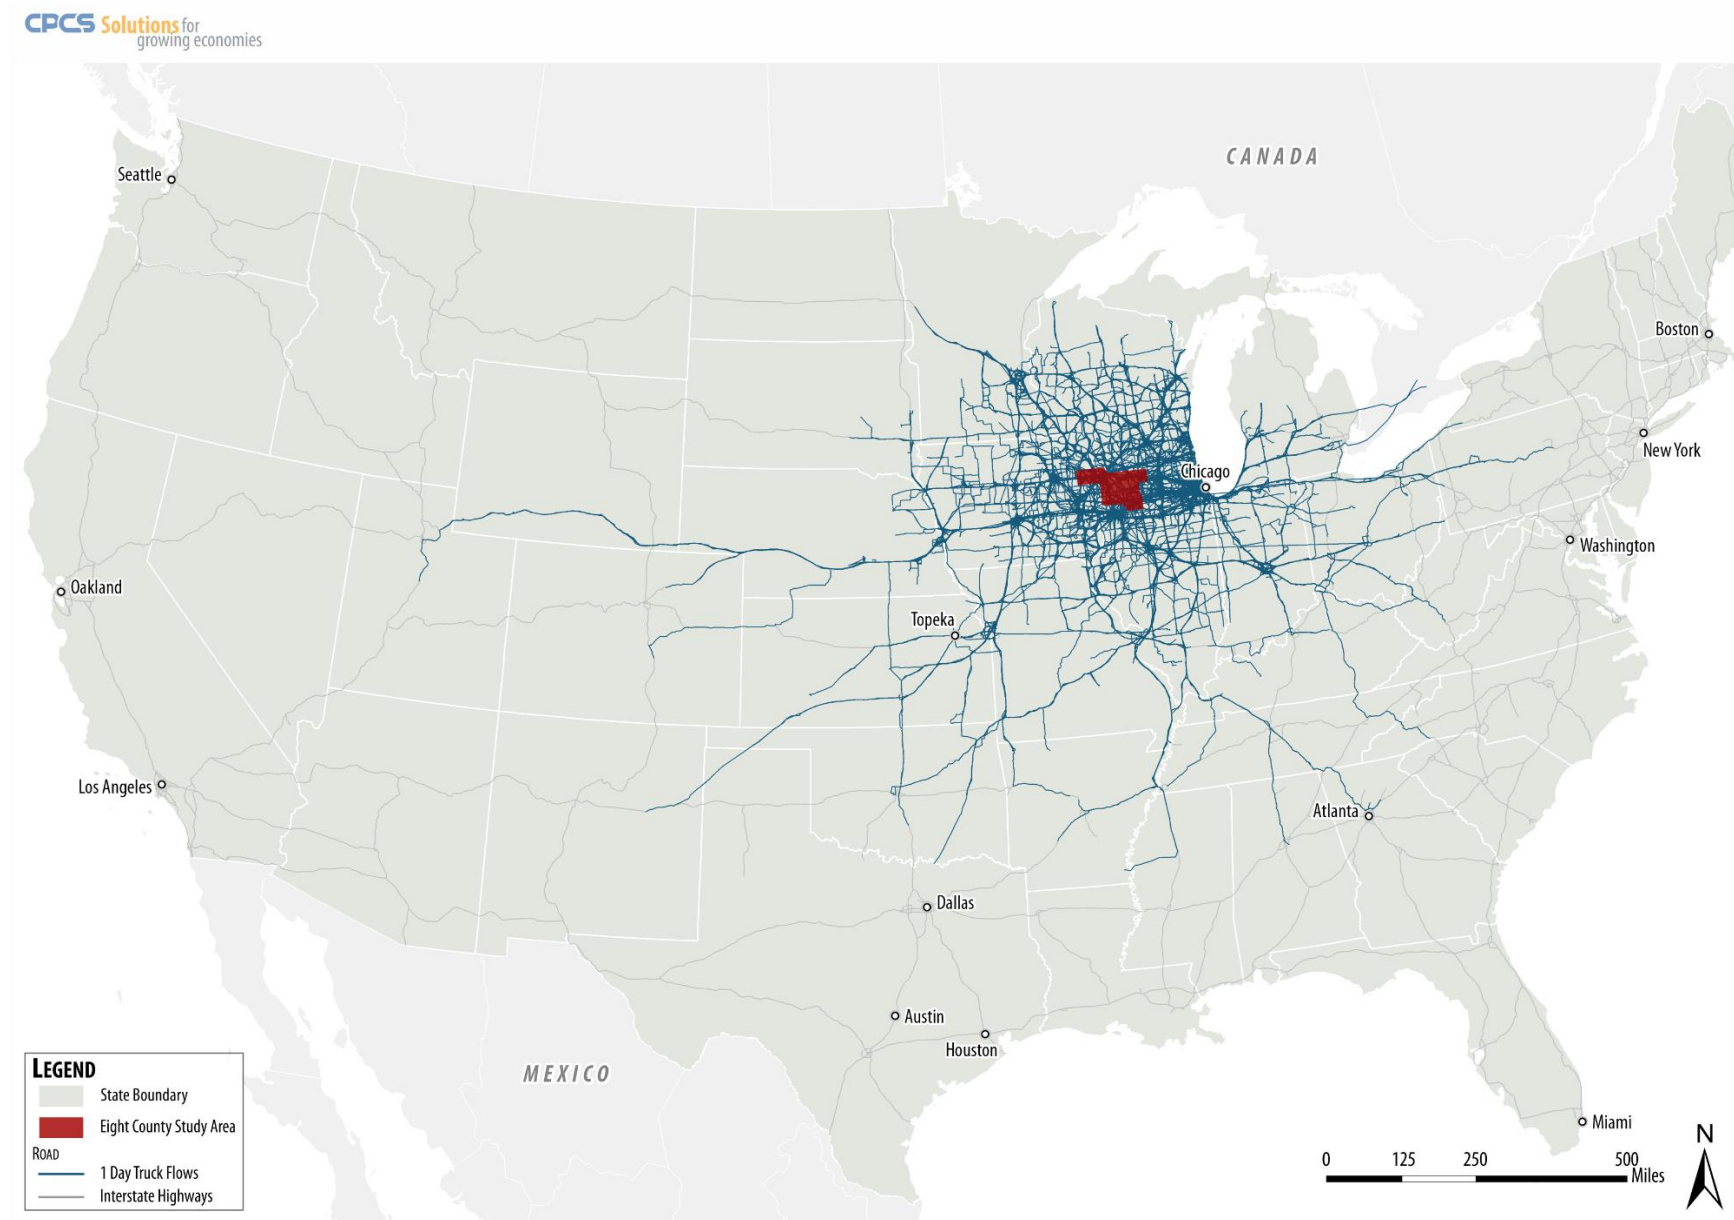 CPCS Solutions for
growing economies
CANADA
Seattle
Boston
New York
Chicago
Washington
Oakland
Topeka
Los Angeles
Atlanta
Dallas
Austin
Houston
MEXICO
Miami
LEGEND
State Boundary
Eight County Study Area
ROAD
1 Day Truck Flows
Interstate Highways
N
0 125 250 500
Miles